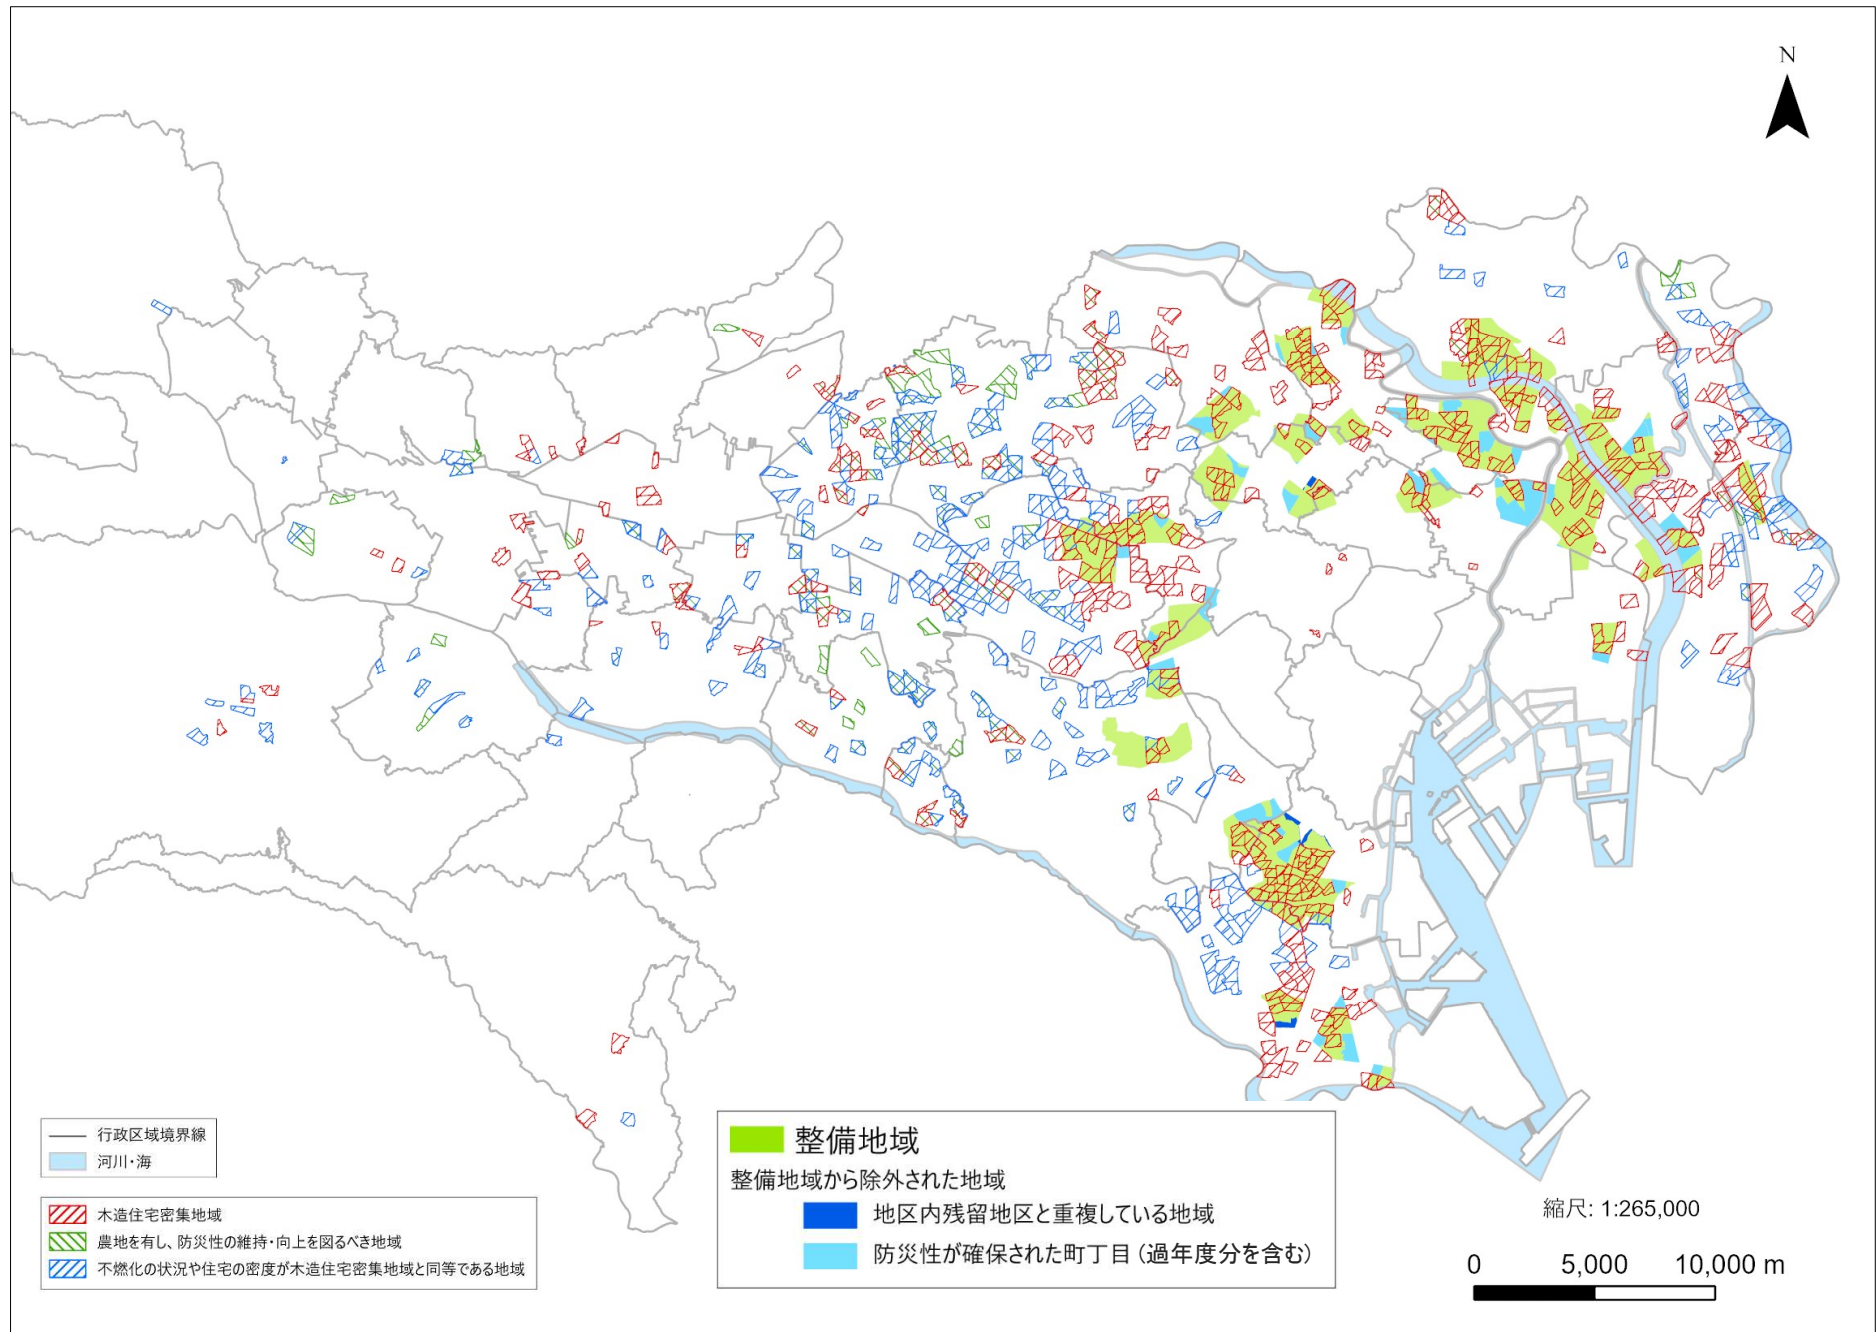 N
行政区域境界線
河川・海
木造住宅密集地域
農地を有し、防災性の維持・向上を図るべき地域
不燃化の状況や住宅の密度が木造住宅密集地域と同等である地域
整備地域
整備地域から除外された地域
地区内残留地区と重複している地域
防災性が確保された町丁目（過年度分を含む）
縮尺: 1:265,000
0 5,000 10,000 m